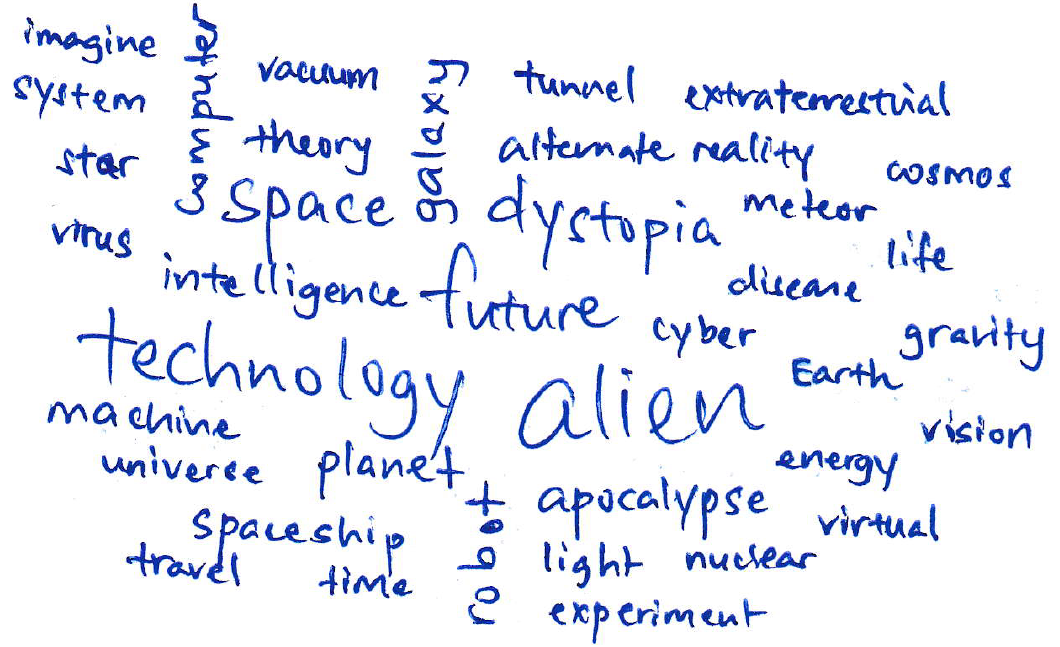 imagine
computer
vacuum
galaxy
tunnel
extraterrestrial
system
theory
alternate reality
star
cosmos
space
dystopia
meteor
virus
life
intelligence
future
disease
cyber
gravity
technology
alien
Earth
machine
vision
universe
planet
energy
robot
apocalypse
spaceship
virtual
travel
time
light
nuclear
experiment